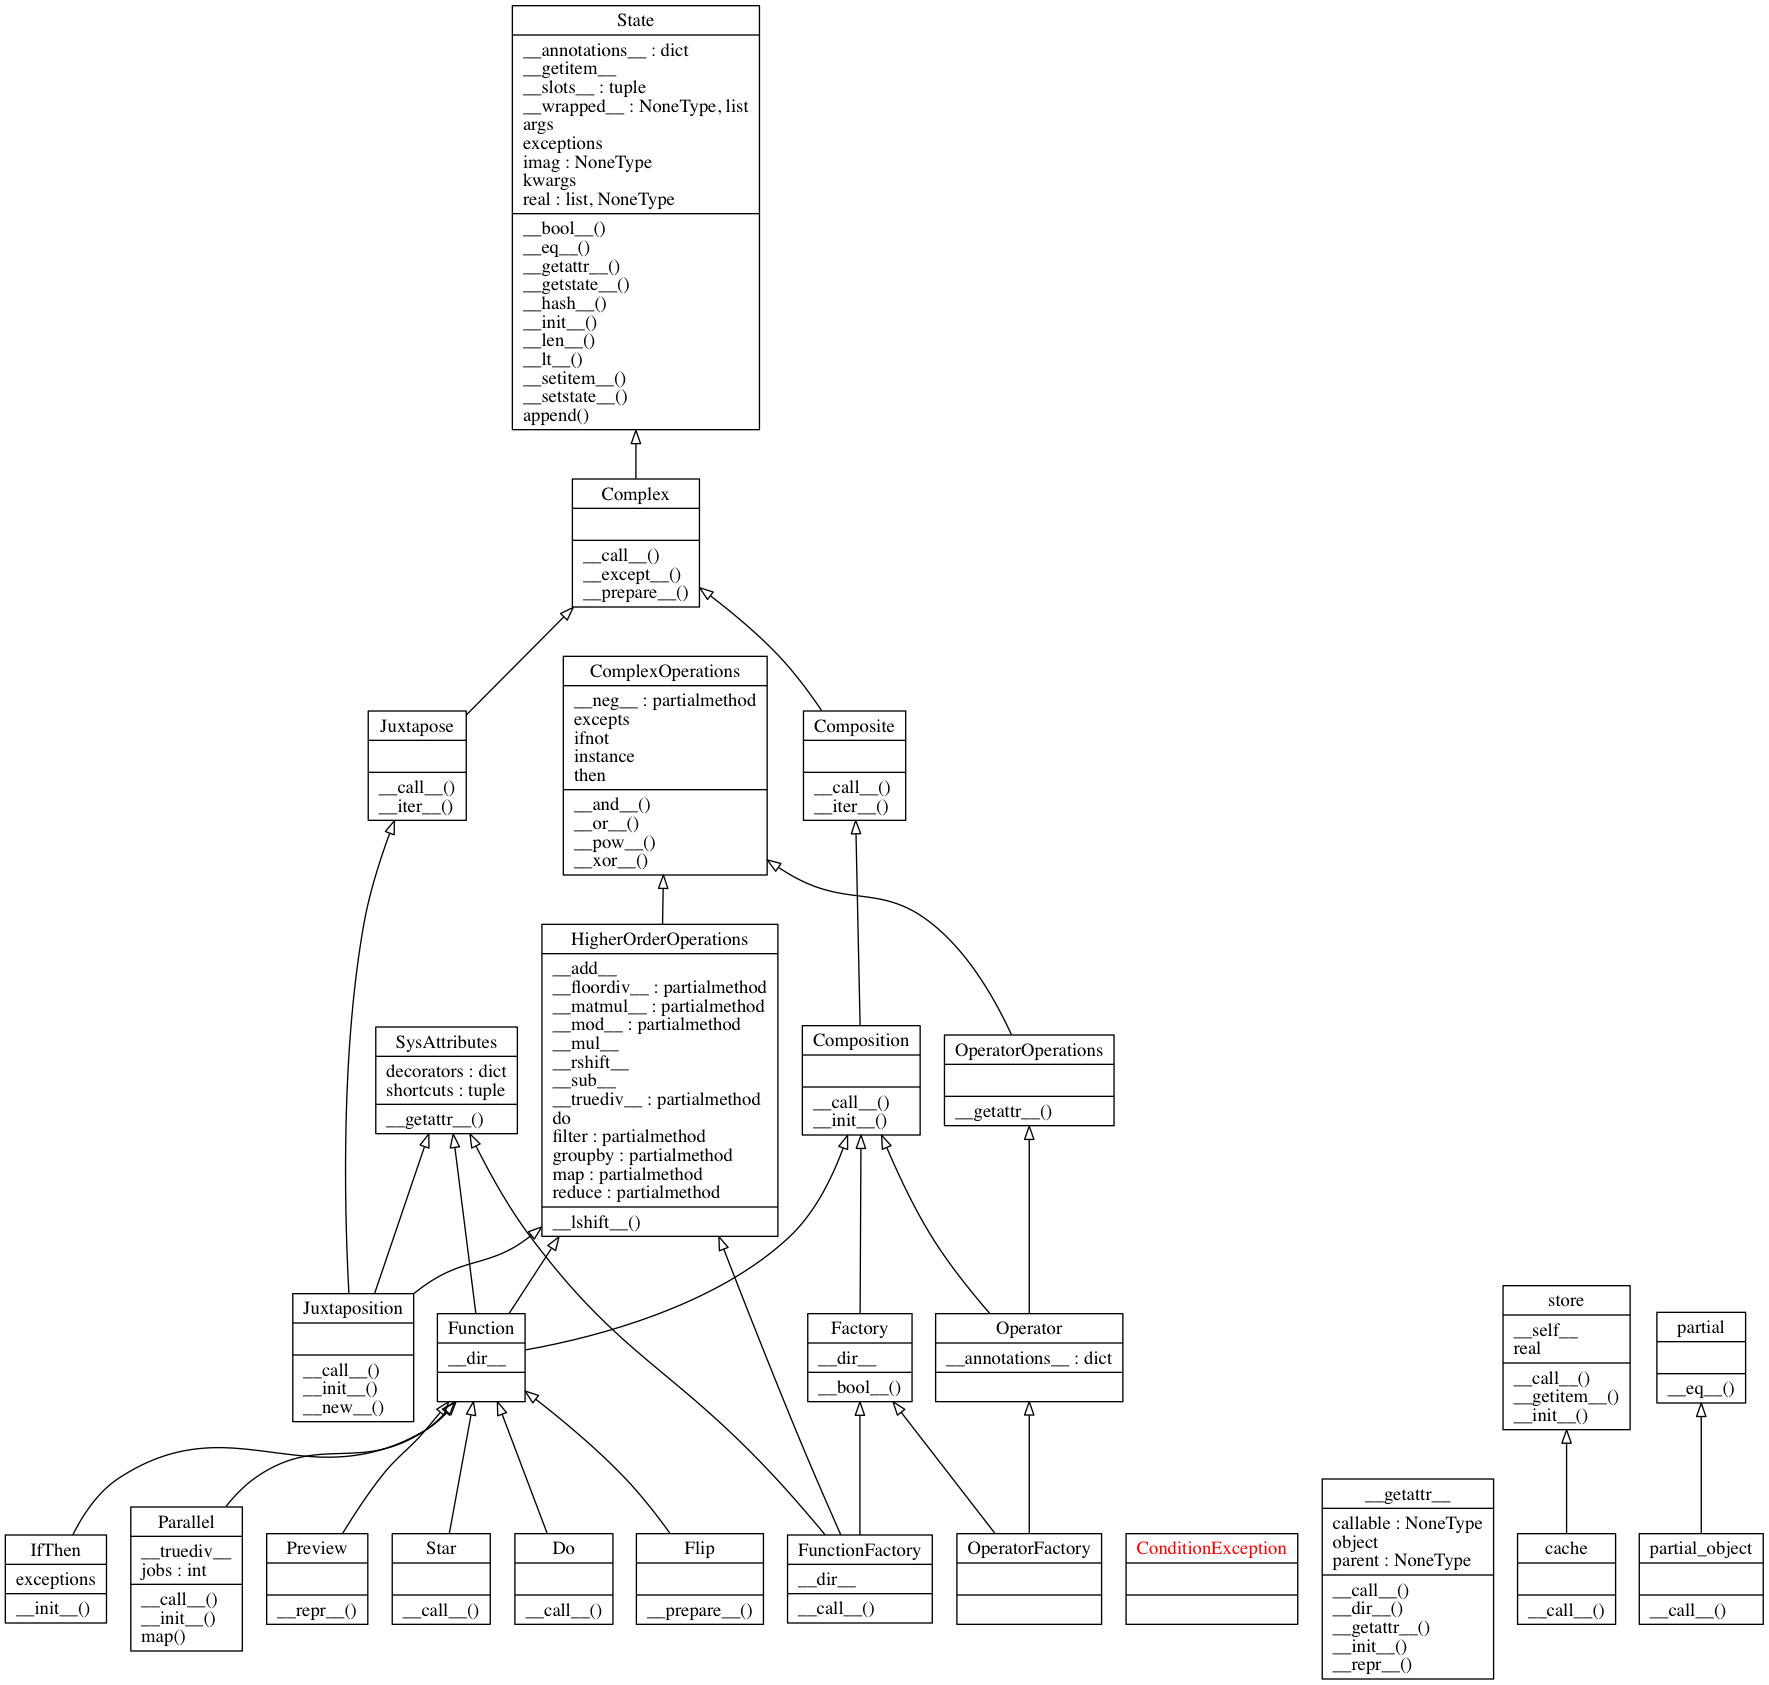 State
__annotations__ : dict
__getitem__
__slots__ : tuple
__wrapped__ : NoneType, list
args
exceptions
imag : NoneType
kwargs
real : list, NoneType
__bool__()
__eq__()
__getattr__()
__getstate__()
__hash__()
__init__()
__len__()
__lt__()
__setitem__()
__setstate__()
append()
Complex
__call__()
__except__()
__prepare__()
ComplexOperations
__neg__ : partialmethod
excepts
ifnot
instance
then
__and__()
__or__()
__pow__()
__xor__()
Juxtapose
__call__()
__iter__()
Composite
__call__()
__iter__()
HigherOrderOperations
__add__
__floordiv__ : partialmethod
__matmul__ : partialmethod
__mod__ : partialmethod
__mul__
__rshift__
__sub__
__truediv__ : partialmethod
do
filter : partialmethod
groupby : partialmethod
map : partialmethod
reduce : partialmethod
__lshift__()
SysAttributes
decorators : dict
shortcuts : tuple
__getattr__()
Composition
__call__()
__init__()
OperatorOperations
__getattr__()
Juxtaposition
__call__()
__init__()
__new__()
Function
__dir__
Factory
__dir__
__bool__()
Operator
__annotations__ : dict
store
__self__
real
__call__()
__getitem__()
__init__()
partial
__eq__()
IfThen
exceptions
__init__()
Parallel
__truediv__
jobs : int
__call__()
__init__()
map()
Preview
__repr__()
Star
__call__()
Do
__call__()
Flip
__prepare__()
FunctionFactory
__dir__
__call__()
OperatorFactory
ConditionException
__getattr__
callable : NoneType
object
parent : NoneType
__call__()
__dir__()
__getattr__()
__init__()
__repr__()
cache
__call__()
partial_object
__call__()